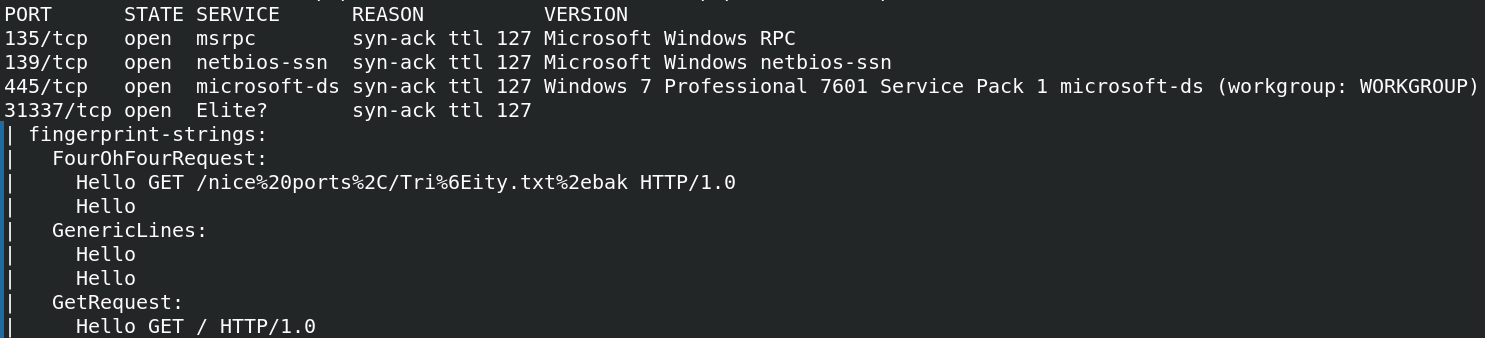 PORT      STATE SERVICE      REASON          VERSION
135/tcp   open  msrpc        syn-ack ttl 127 Microsoft Windows RPC
139/tcp   open  netbios-ssn  syn-ack ttl 127 Microsoft Windows netbios-ssn
445/tcp   open  microsoft-ds syn-ack ttl 127 Windows 7 Professional 7601 Service Pack 1 microsoft-ds (workgroup: WORKGROUP)
31337/tcp open  Elite?       syn-ack ttl 127
| fingerprint-strings:
|   FourOhFourRequest:
|     Hello GET /nice%20ports%2C/Tri%6Eity.txt%2ebak HTTP/1.0
|     Hello
|   GenericLines:
|     Hello
|     Hello
|   GetRequest:
|     Hello GET / HTTP/1.0